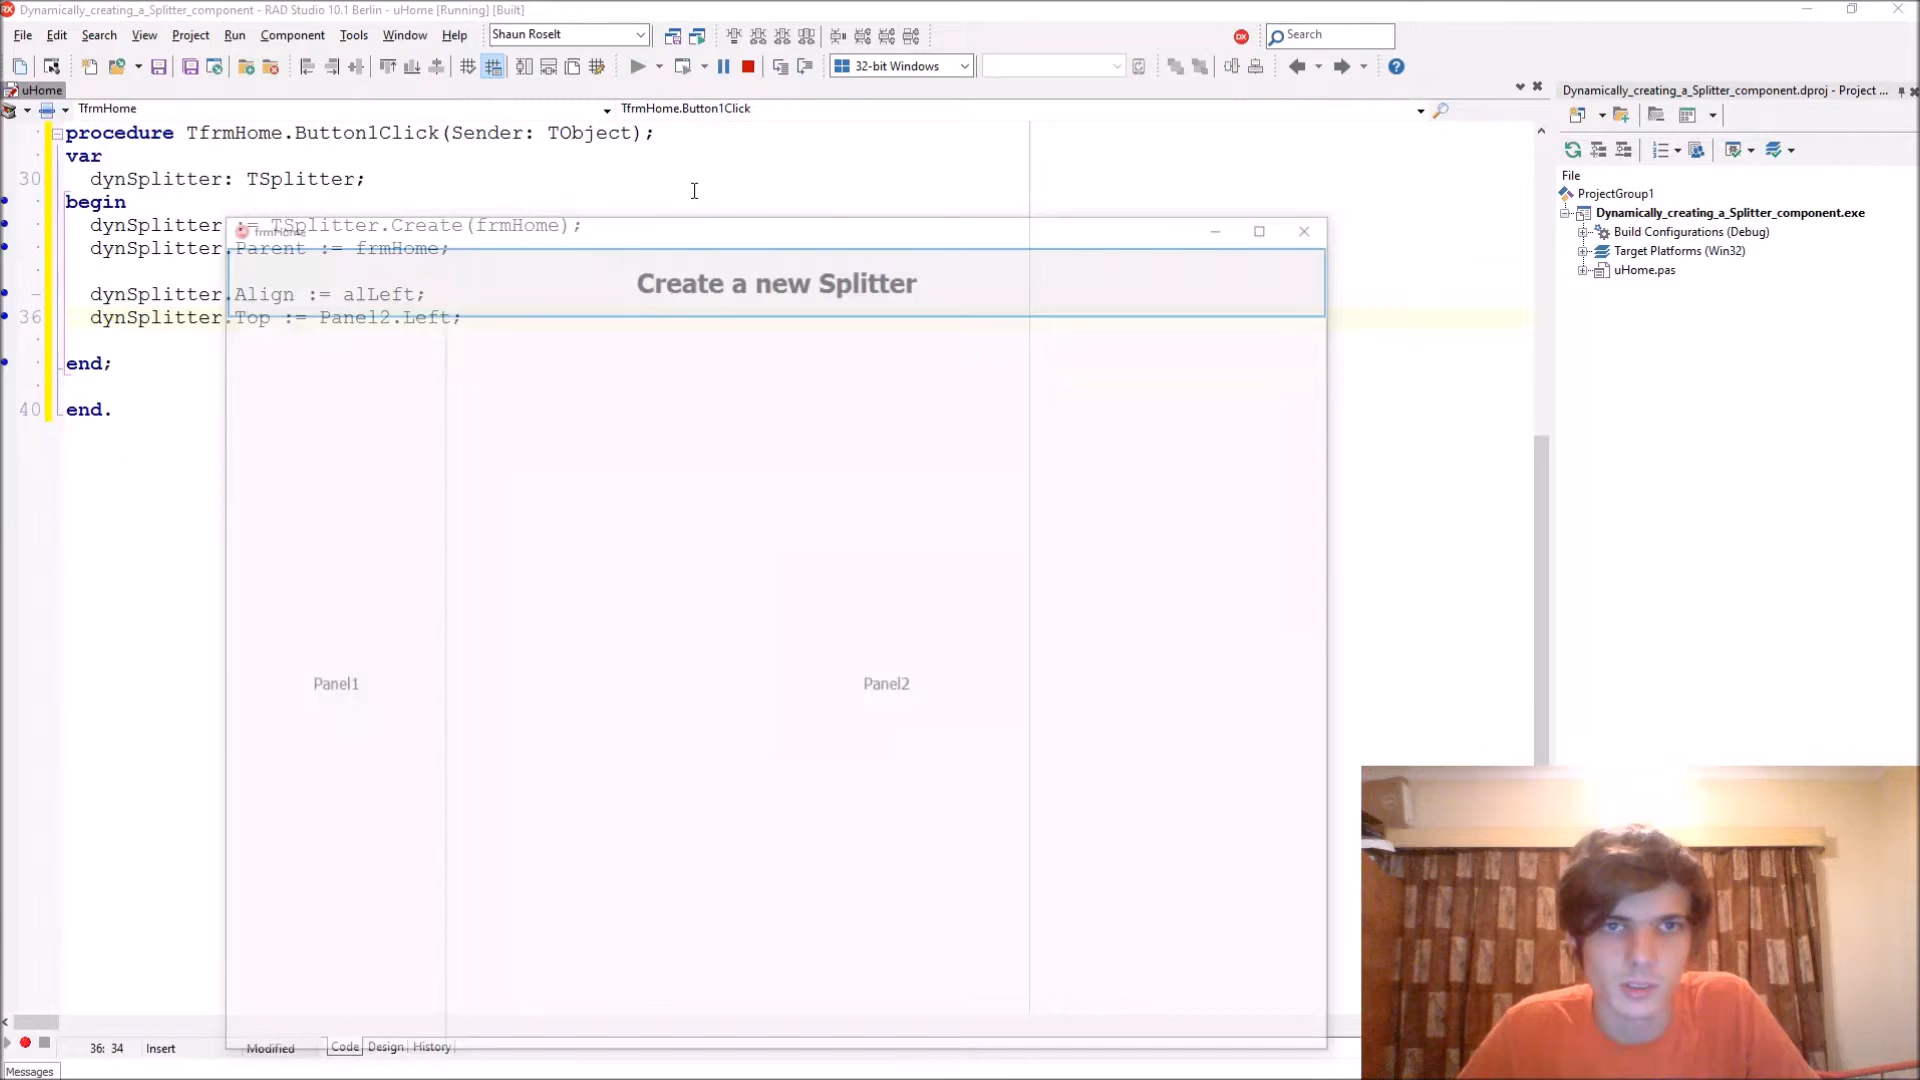 Dynamically_creating_a_Splitter_component - RAD Studio 10.1 Berlin - uHome [Running] [Built]
File Edit Search View Project Run Component Tools Window Help
Shaun Roselt
Search
32-bit Windows
uHome
Dynamically_creating_a_Splitter_component.dproj - Project ...
TfrmHome
TfrmHome.Button1Click
procedure TfrmHome.Button1Click(Sender: TObject);
var
30 dynSplitter: TSplitter;
begin
dynSplitter := TSplitter.Create(frmHome);
frmHome
dynSplitter.Parent := frmHome;
Create a new Splitter
dynSplitter.Align := alLeft;
36 dynSplitter.Top := Panel2.Left;
end;
40 end.
File
ProjectGroup1
Dynamically_creating_a_Splitter_component.exe
Build Configurations (Debug)
Target Platforms (Win32)
uHome.pas
Panel1
Panel2
36: 34 Insert Modified Code Design History
Messages